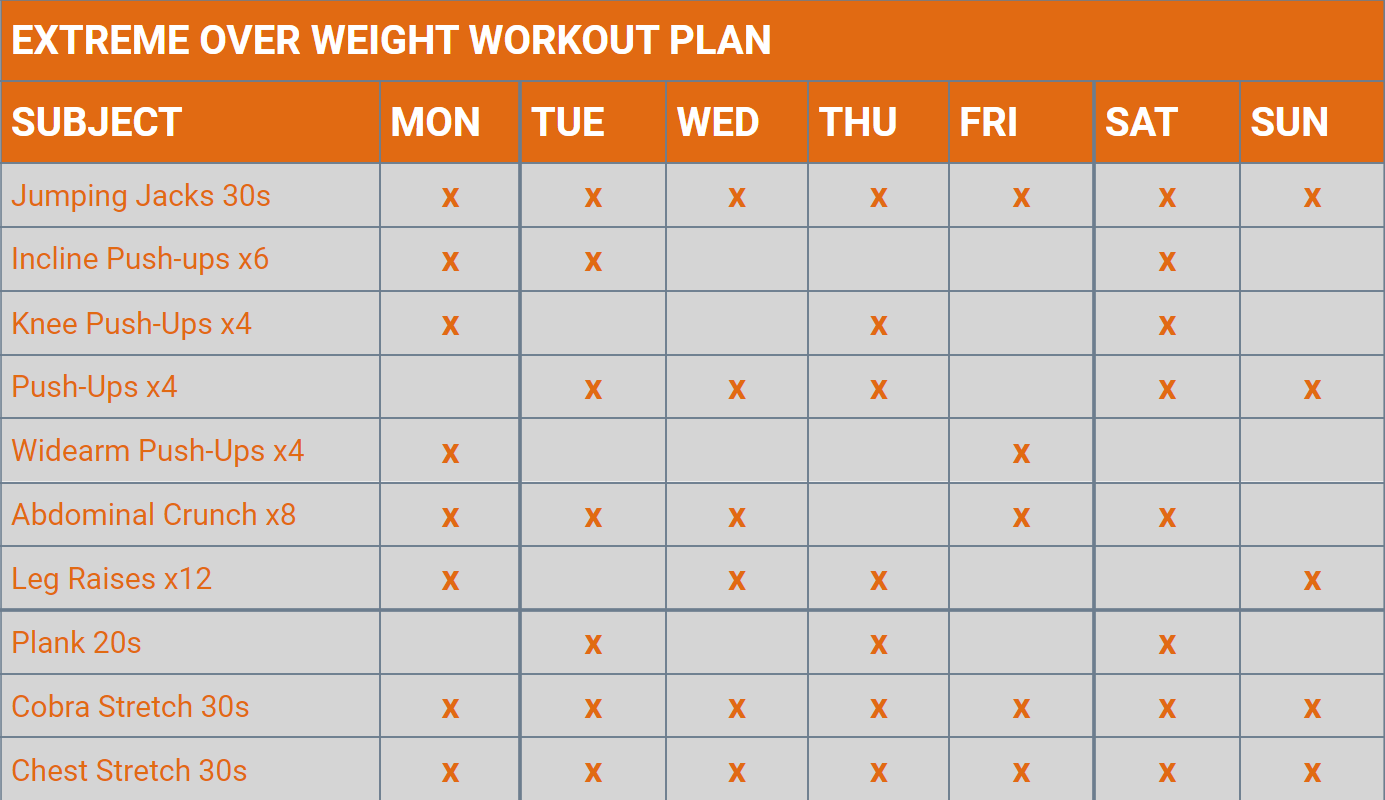 EXTREME OVER WEIGHT WORKOUT PLAN
SUBJECT MON TUE WED THU FRI SAT SUN
Jumping Jacks 30s x x x x x x x
Incline Push-ups x6 x x x
Knee Push-Ups x4 x x x
Push-Ups x4 x x x x x
Widearm Push-Ups x4 x x
Abdominal Crunch x8 x x x x x
Leg Raises x12 x x x x
Plank 20s x x x
Cobra Stretch 30s x x x x x x x
Chest Stretch 30s x x x x x x x